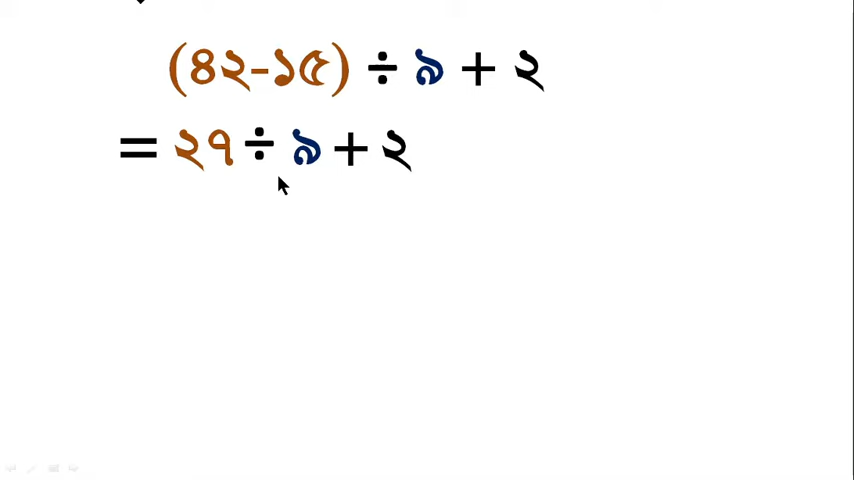 (৪২-১৫) ÷ ৯ + ২
= ২৭ ÷ ৯ + ২